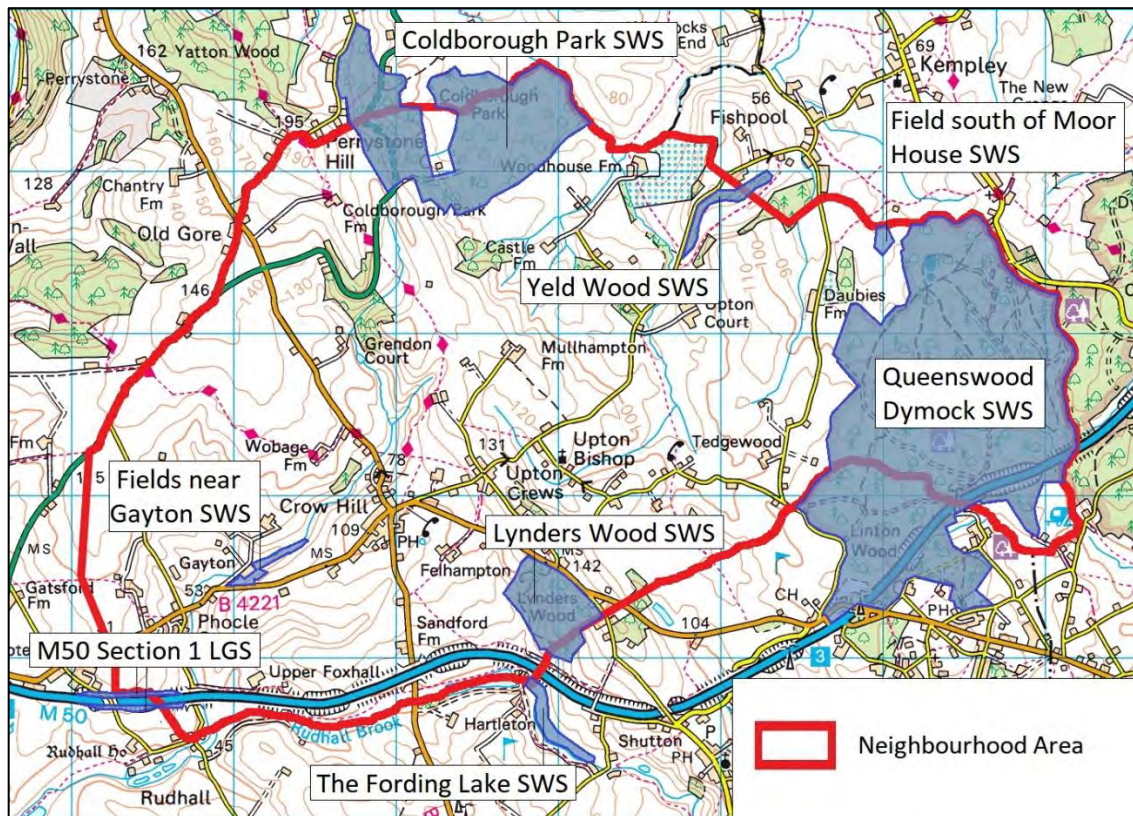 Coldborough Park SWS
162 Yatton Wood
Perrystone
End
69
Kempley
56
Fishpool
Field south of Moor
House SWS
195
Coldborough
Park
Perrystone
Hill
Woodhouse Fm
128
Chantry
Fm
Old Gore
Coldborough Park
Fm
Castle
Fm
Yeld Wood SWS
146
Upton
Court
Daubies
Fm
Grendon
Court
Mullhampton
Fm
Queenswood
Dymock SWS
Wobage
Fm
131
Upton
Bishop
Tedgewood
78
Upton
Crews
Fields near
Gayton SWS
Crow Hill
109
MS
PH
Lynders Wood SWS
Linton
Wood
MS
Gatsford
Fm
Gayton
53
B 4221
Phocle
Felhampton
142
Lynders
Wood
CH
PH
Sandford
Fm
104
M50 Section 1 LGS
Upper Foxhall
3
M 50
Rudhall Brook
Hartleton
Shutton
P
PH
Rudhall Ho
45
Rudhall
The Fording Lake SWS
Neighbourhood Area